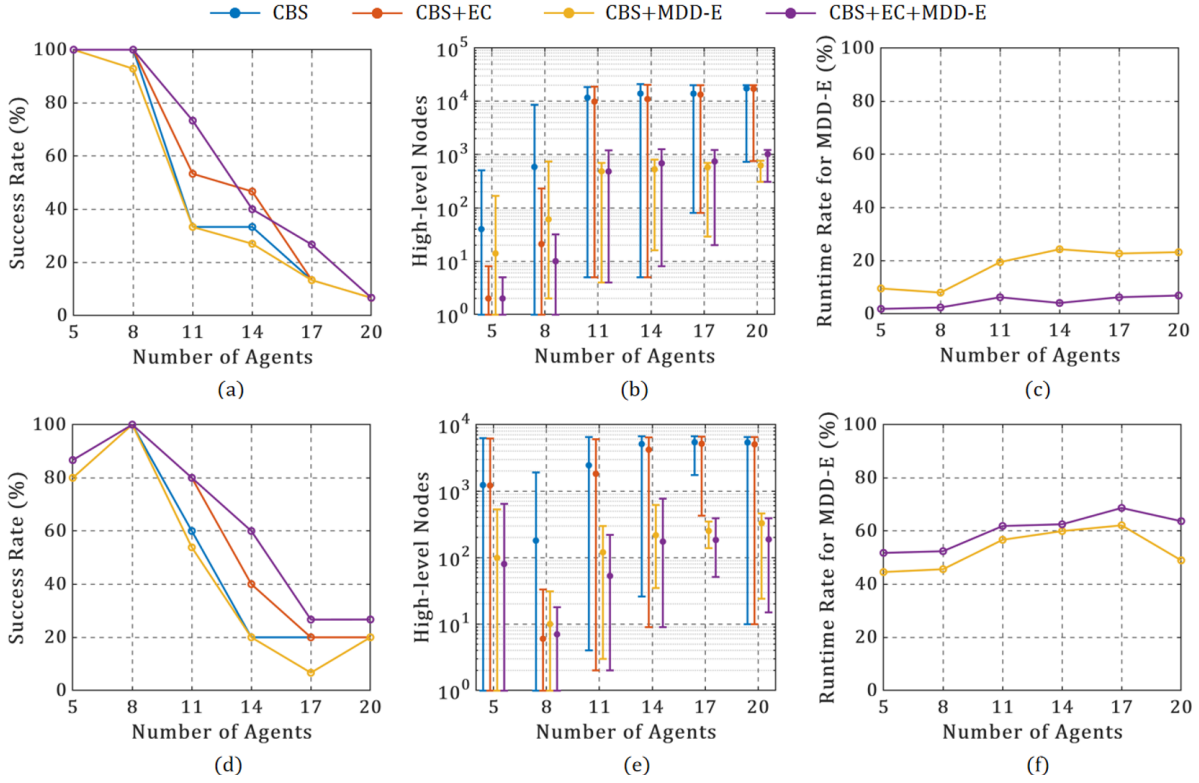 CBS CBS+EC CBS+MDD-E CBS+EC+MDD-E
Success Rate (%)
100
80
60
40
20
0
5 8 11 14 17 20
Number of Agents
(a)
High-level Nodes
10^5
10^4
10^3
10^2
10^1
10^0
5 8 11 14 17 20
Number of Agents
(b)
Runtime Rate for MDD-E (%)
100
80
60
40
20
0
5 8 11 14 17 20
Number of Agents
(c)
Success Rate (%)
100
80
60
40
20
0
5 8 11 14 17 20
Number of Agents
(d)
High-level Nodes
10^4
10^3
10^2
10^1
10^0
5 8 11 14 17 20
Number of Agents
(e)
Runtime Rate for MDD-E (%)
100
80
60
40
20
0
5 8 11 14 17 20
Number of Agents
(f)